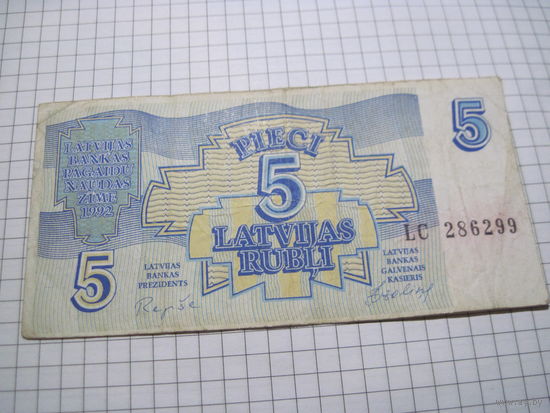 LATVIJAS
BANKAS
PAGAIDU
NAUDAS
ZĪME
1992
PIECI
5
LATVIJAS
RUBĻI
5
LC 286299
5
LATVIJAS
BANKAS
PREZIDENTS
Repše
LATVIJAS
BANKAS
GALVENAIS
KASIERIS